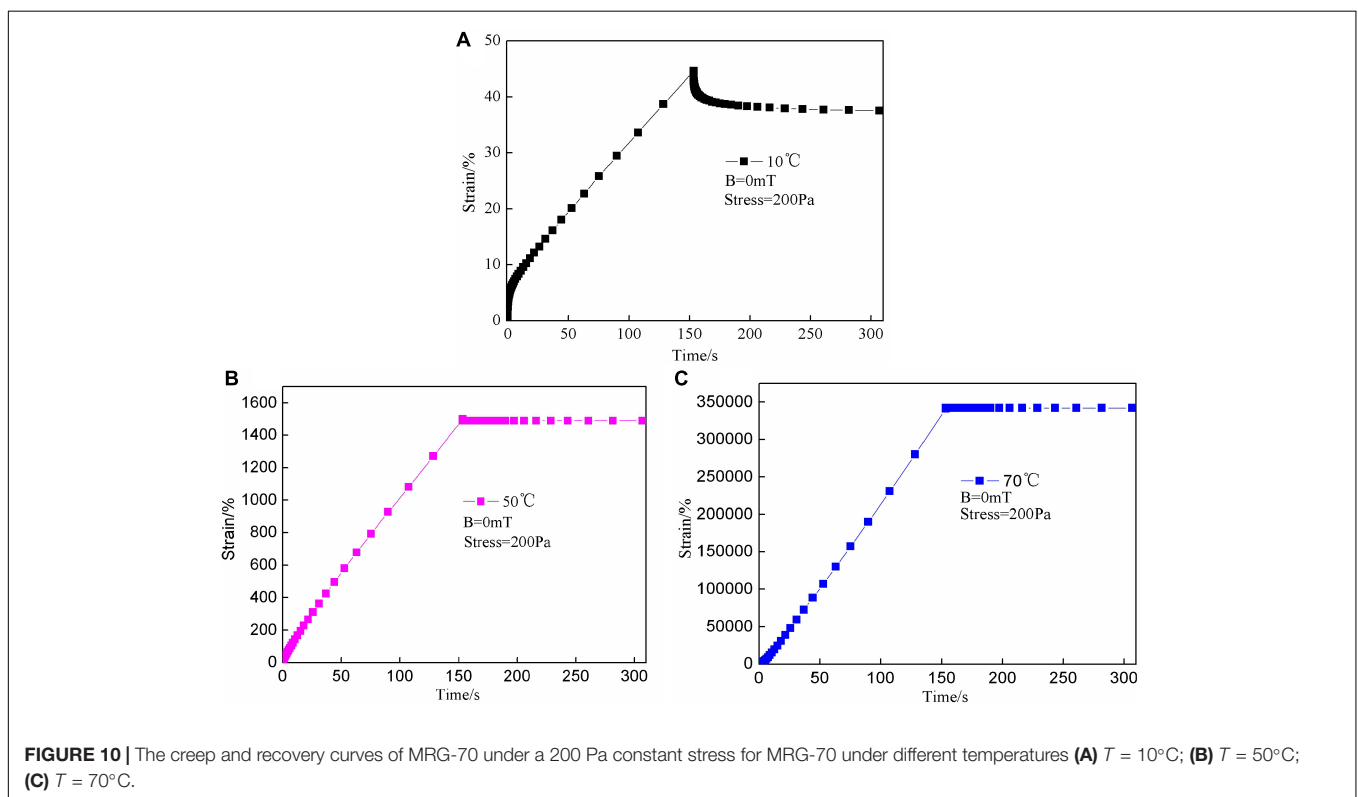 A
50
40
30
20
10
0
Strain/%
10℃
B=0mT
Stress=200Pa
0 50 100 150 200 250 300
Time/s
B
1600
1400
1200
1000
800
600
400
200
0
Strain/%
50℃
B=0mT
Stress=200Pa
0 50 100 150 200 250 300
Time/s
C
350000
300000
250000
200000
150000
100000
50000
0
Strain/%
70℃
B=0mT
Stress=200Pa
0 50 100 150 200 250 300
Time/s
FIGURE 10 | The creep and recovery curves of MRG-70 under a 200 Pa constant stress for MRG-70 under different temperatures (A) T = 10°C; (B) T = 50°C;
(C) T = 70°C.